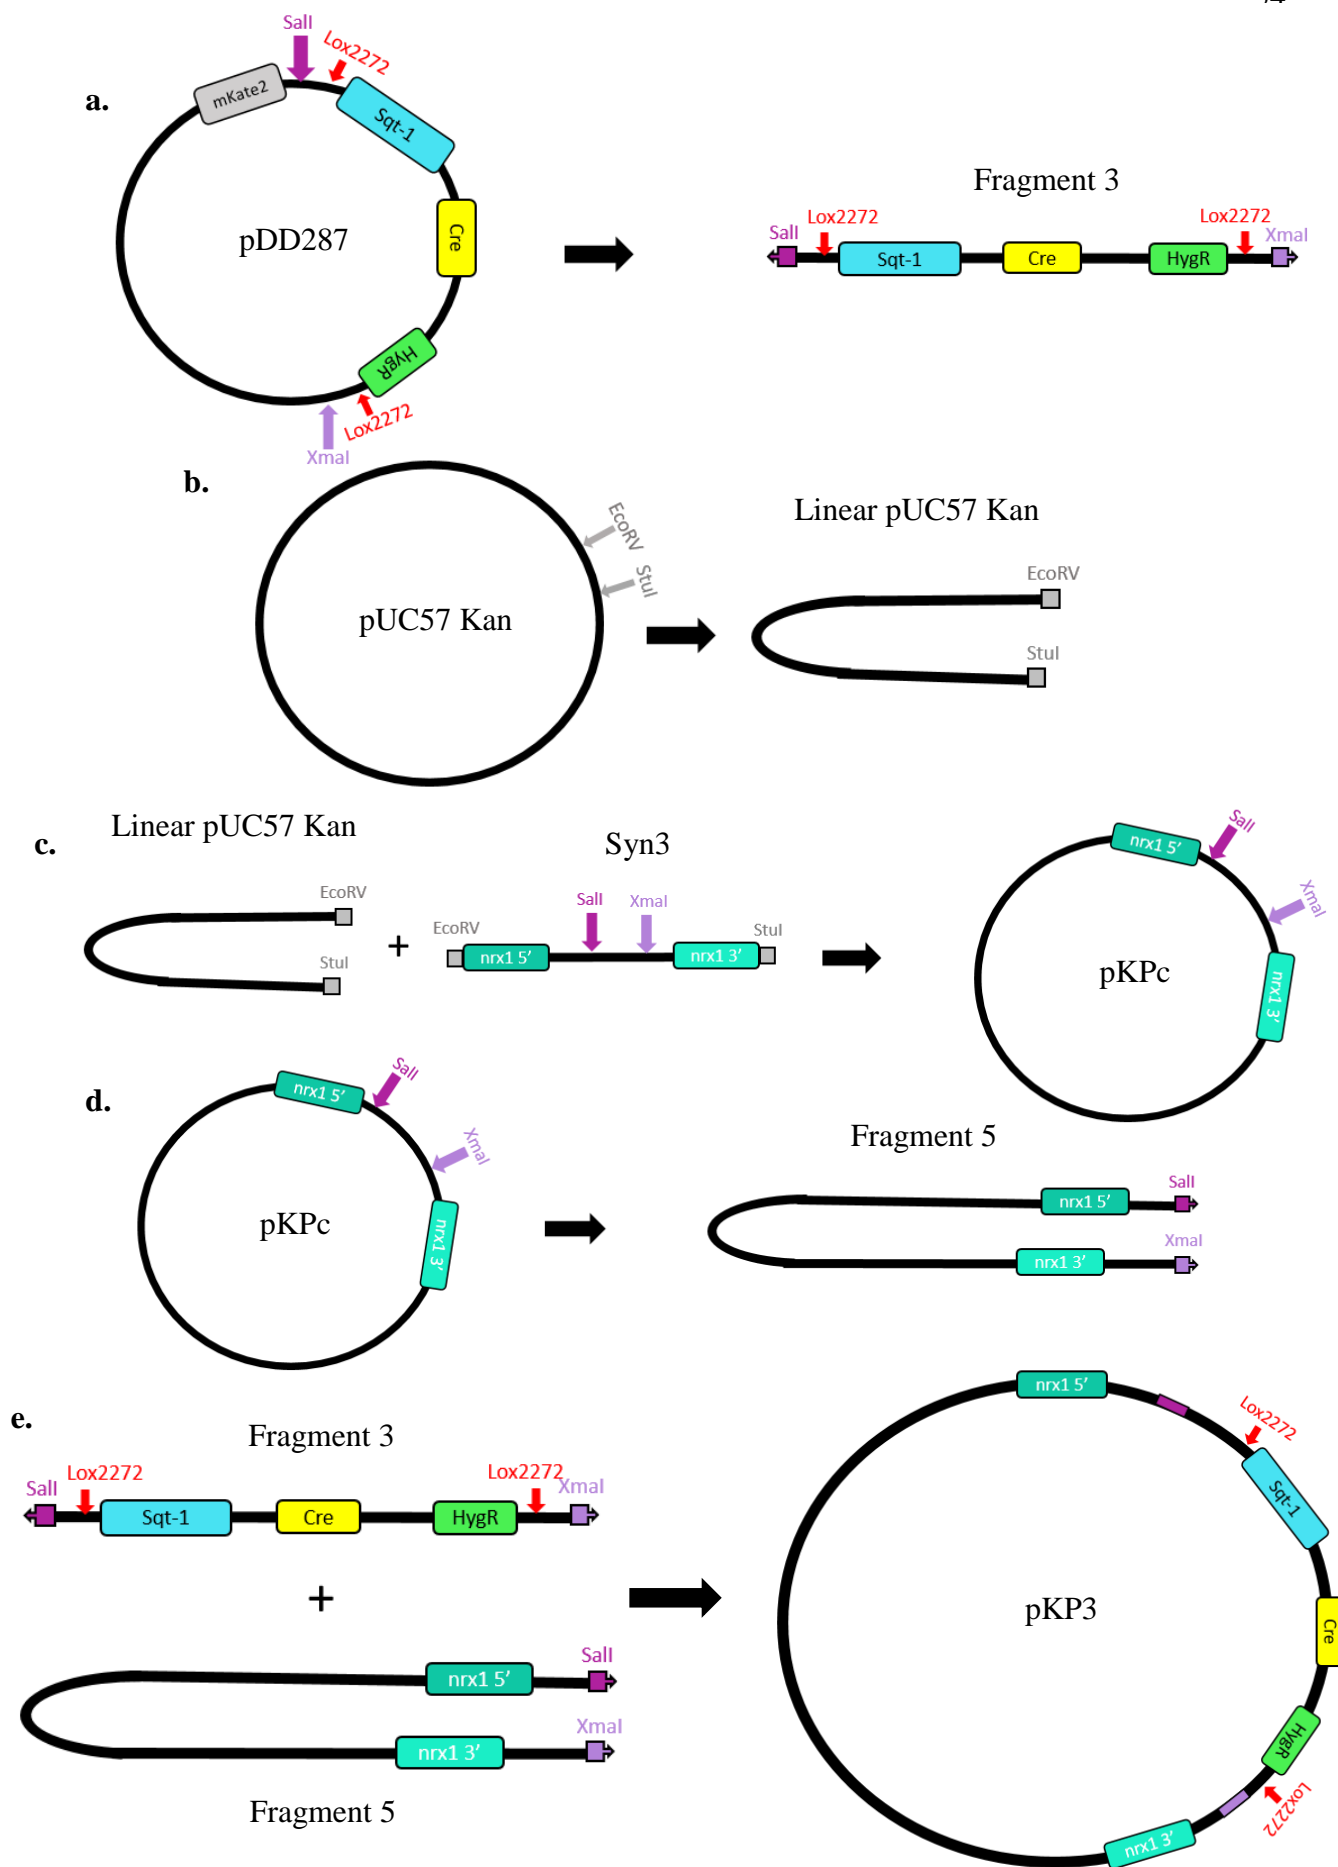 a.
SalI
Lox2272
mKate2
Sqt-1
Cre
HygR
Lox2272
XmaI
pDD287
Fragment 3
SalI
Lox2272
Sqt-1
Cre
HygR
Lox2272
XmaI
b.
pUC57 Kan
EcoRV
StuI
Linear pUC57 Kan
EcoRV
StuI
c.
Linear pUC57 Kan
EcoRV
StuI
+
Syn3
EcoRV
nrx1 5'
SalI
XmaI
nrx1 3'
StuI
nrx1 5'
SalI
XmaI
nrx1 3'
pKPc
d.
nrx1 5'
SalI
XmaI
nrx1 3'
pKPc
Fragment 5
nrx1 5'
SalI
nrx1 3'
XmaI
e.
Fragment 3
SalI
Lox2272
Sqt-1
Cre
HygR
Lox2272
XmaI
+
nrx1 5'
SalI
nrx1 3'
XmaI
Fragment 5
nrx1 5'
Lox2272
Sqt-1
Cre
HygR
Lox2272
nrx1 3'
pKP3